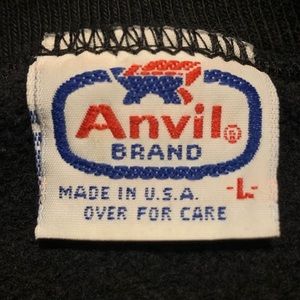 Anvil®
BRAND
MADE IN U.S.A. -L-
OVER FOR CARE